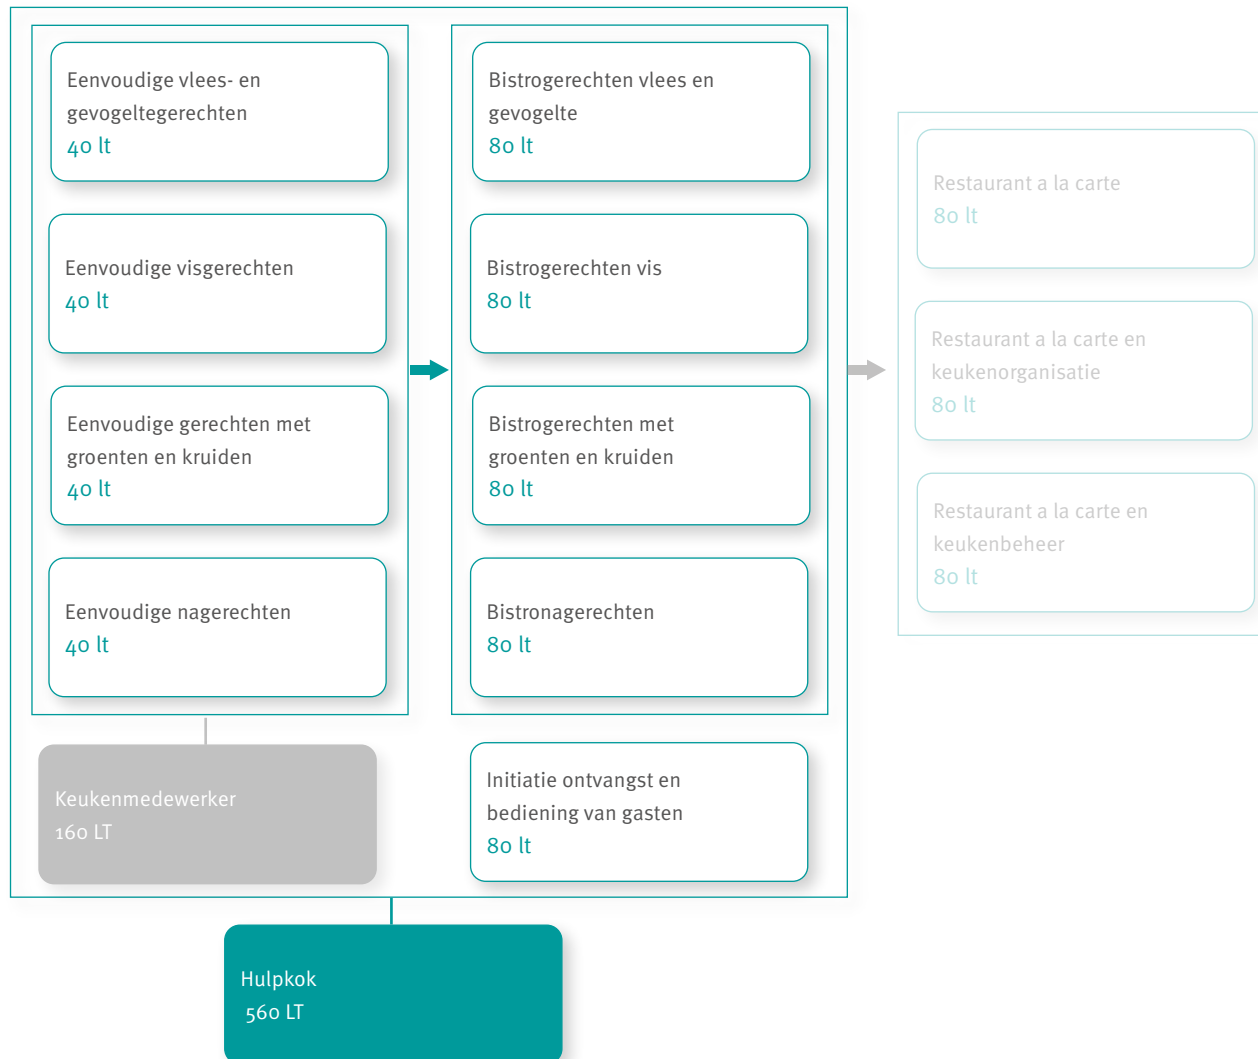 Eenvoudige vlees- en
gevogeltegerechten
40 lt
Eenvoudige visgerechten
40 lt
Eenvoudige gerechten met
groenten en kruiden
40 lt
Eenvoudige nagerechten
40 lt
Keukenmedewerker
160 LT
Bistrogerechten vlees en
gevogelte
80 lt
Bistrogerechten vis
80 lt
Bistrogerechten met
groenten en kruiden
80 lt
Bistronagerechten
80 lt
Initiatie ontvangst en
bediening van gasten
80 lt
Restaurant a la carte
80 lt
Restaurant a la carte en
keukenorganisatie
80 lt
Restaurant a la carte en
keukenbeheer
80 lt
Hulpkok
560 LT